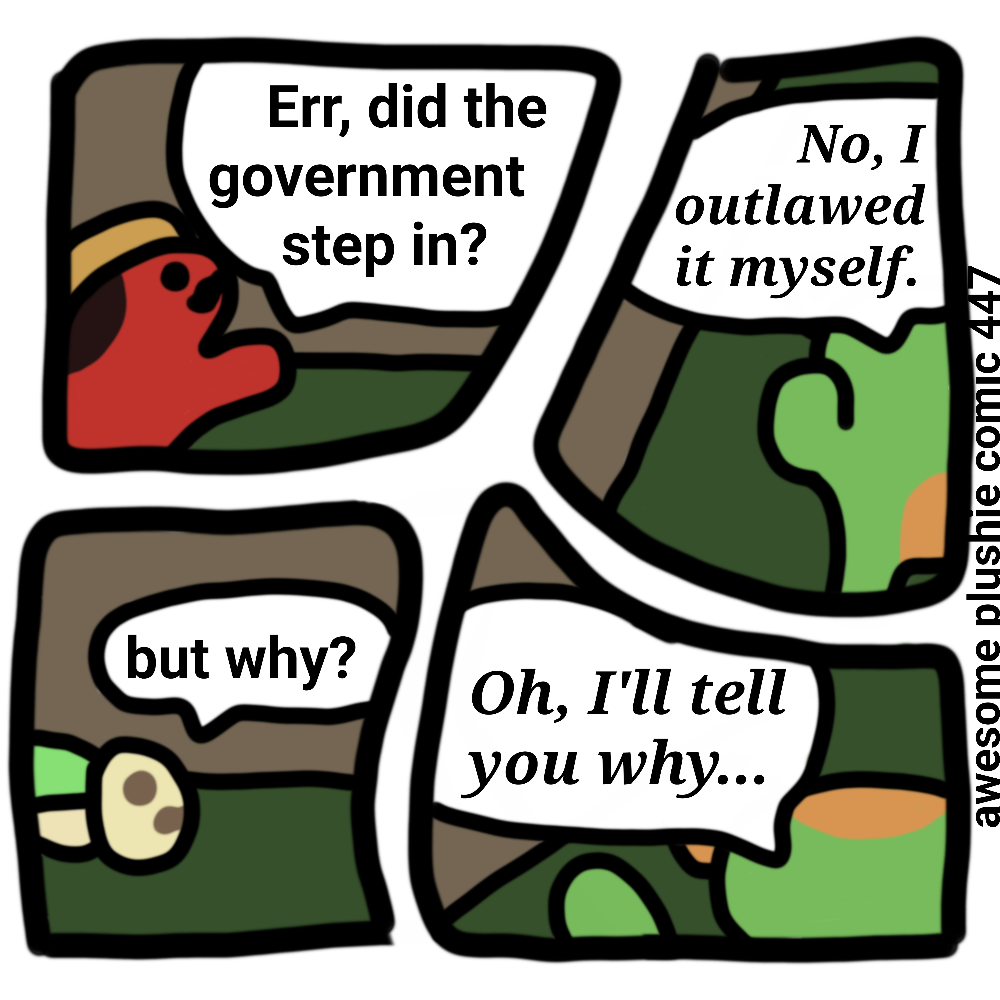 Err, did the
government
step in?
No, I
outlawed
it myself.
but why?
Oh, I'll tell
you why...
awesome plushie comic 447